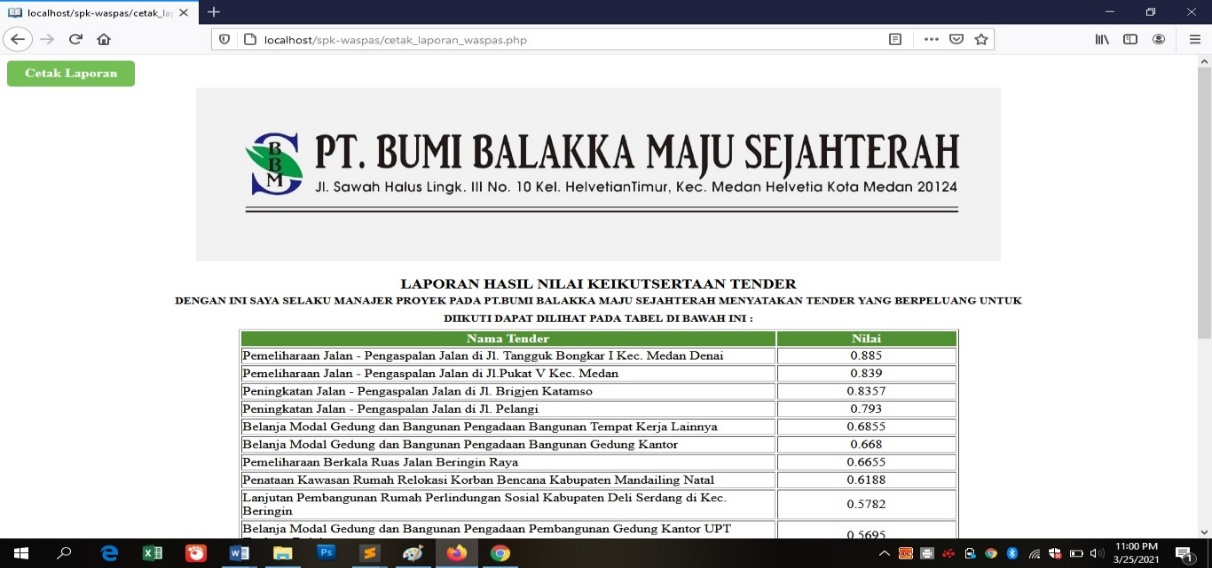 localhost/spk-waspas/cetak_la
localhost/spk-waspas/cetak_laporan_waspas.php
Cetak Laporan
BBM
PT. BUMI BALAKKA MAJU SEJAHTERAH
Jl. Sawah Halus Lingk. III No. 10 Kel. HelvetianTimur, Kec. Medan Helvetia Kota Medan 20124
LAPORAN HASIL NILAI KEIKUTSERTAAN TENDER
DENGAN INI SAYA SELAKU MANAJER PROYEK PADA PT.BUMI BALAKKA MAJU SEJAHTERAH MENYATAKAN TENDER YANG BERPELUANG UNTUK
DIIKUTI DAPAT DILIHAT PADA TABEL DI BAWAH INI :
Nama Tender Nilai
Pemeliharaan Jalan - Pengaspalan Jalan di Jl. Tangguk Bongkar I Kec. Medan Denai 0.885
Pemeliharaan Jalan - Pengaspalan Jalan di Jl.Pukat V Kec. Medan 0.839
Peningkatan Jalan - Pengaspalan Jalan di Jl. Brigjen Katamso 0.8357
Peningkatan Jalan - Pengaspalan Jalan di Jl. Pelangi 0.793
Belanja Modal Gedung dan Bangunan Pengadaan Bangunan Tempat Kerja Lainnya 0.6855
Belanja Modal Gedung dan Bangunan Pengadaan Bangunan Gedung Kantor 0.668
Pemeliharaan Berkala Ruas Jalan Beringin Raya 0.6655
Penataan Kawasan Rumah Relokasi Korban Bencana Kabupaten Mandailing Natal 0.6188
Lanjutan Pembangunan Rumah Perlindungan Sosial Kabupaten Deli Serdang di Kec.
Beringin 0.5782
Belanja Modal Gedung dan Bangunan Pengadaan Pembangunan Gedung Kantor UPT
0.5695
Ps
11:00 PM
3/25/2021